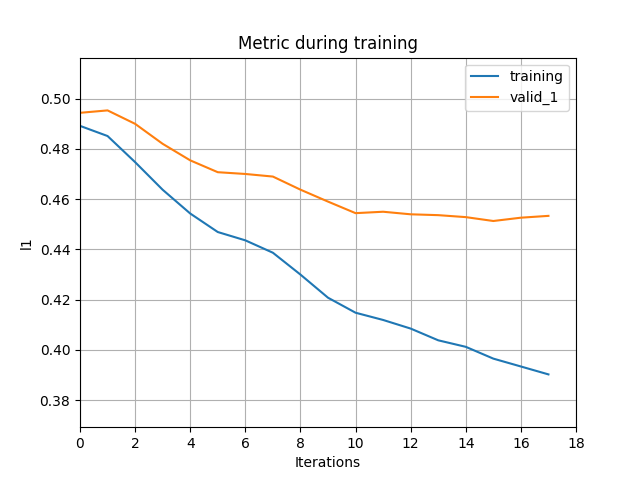 Metric during training
training
valid_1
0.50
0.48
0.46
0.44
0.42
0.40
0.38
l1
0 2 4 6 8 10 12 14 16 18
Iterations